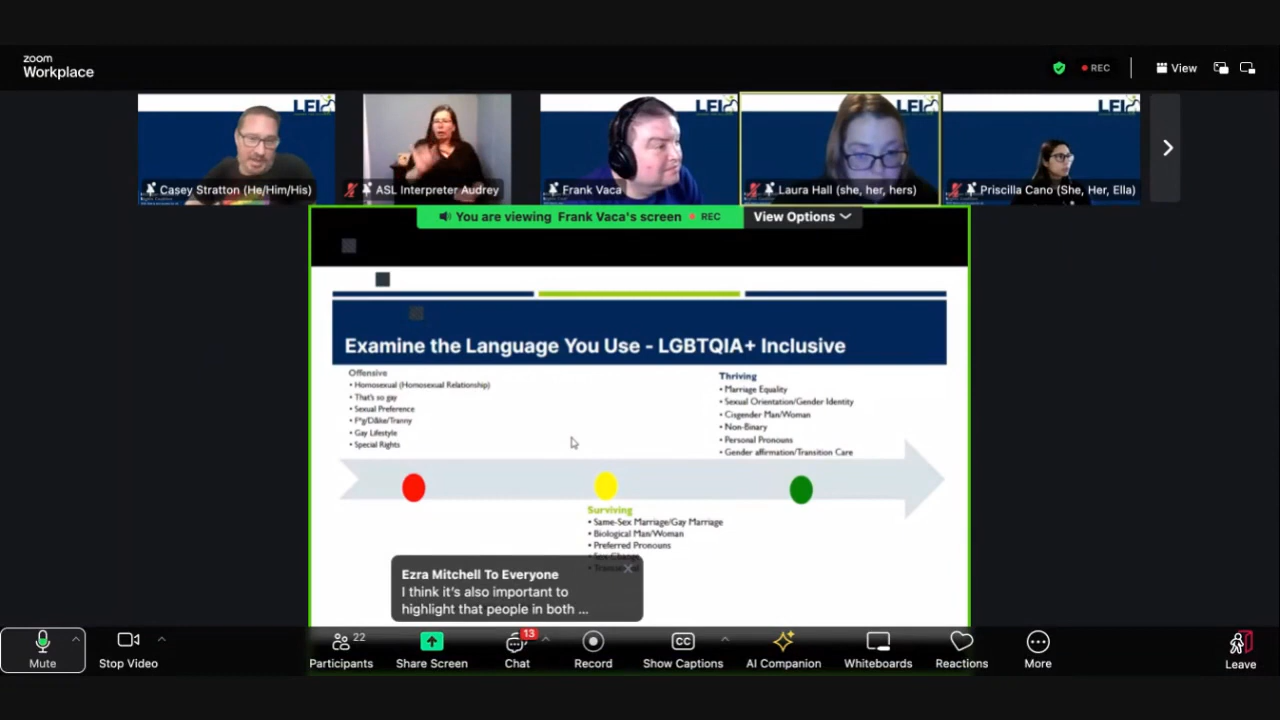 zoom
Workplace
REC
View
LEI
LEI
LEI
LEI
Casey Stratton (He/Him/His)
ASL Interpreter Audrey
Frank Vaca
Laura Hall (she, her, hers)
Priscilla Cano (She, Her, Ella)
You are viewing Frank Vaca's screen
REC
View Options
Examine the Language You Use - LGBTQIA+ Inclusive
Offensive
• Homosexual (Homosexual Relationship)
• That's so gay
• Sexual Preference
• F*g/D&ke/Tranny
• Gay Lifestyle
• Special Rights
Thriving
• Marriage Equality
• Sexual Orientation/Gender Identity
• Cisgender Man/Woman
• Non-Binary
• Personal Pronouns
• Gender affirmation/Transition Care
Surviving
• Same-Sex Marriage/Gay Marriage
• Biological Man/Woman
• Preferred Pronouns
• Sex Change
Ezra Mitchell To Everyone
I think it's also important to
highlight that people in both ...
Mute
Stop Video
22
Participants
Share Screen
13
Chat
Record
CC
Show Captions
AI Companion
Whiteboards
Reactions
More
Leave